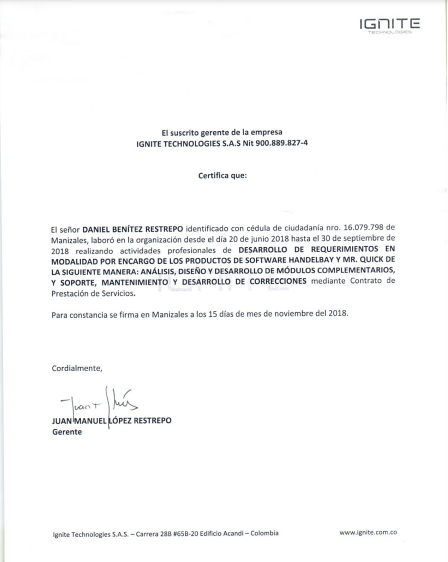 IGNITE
TECHNOLOGIES
El suscrito gerente de la empresa
IGNITE TECHNOLOGIES S.A.S Nit 900.889.827-4
Certifica que:
El señor DANIEL BENÍTEZ RESTREPO identificado con cédula de ciudadanía nro. 16.079.798 de
Manizales, laboró en la organización desde el día 20 de junio 2018 hasta el 30 de septiembre de
2018 realizando actividades profesionales de DESARROLLO DE REQUERIMIENTOS EN
MODALIDAD POR ENCARGO DE LOS PRODUCTOS DE SOFTWARE HANDELBAY Y MR. QUICK DE
LA SIGUIENTE MANERA: ANÁLISIS, DISEÑO Y DESARROLLO DE MÓDULOS COMPLEMENTARIOS,
Y SOPORTE, MANTENIMIENTO Y DESARROLLO DE CORRECCIONES mediante Contrato de
Prestación de Servicios.
Para constancia se firma en Manizales a los 15 días de mes de noviembre del 2018.
Cordialmente,
JUAN MANUEL LÓPEZ RESTREPO
Gerente
Ignite Technologies S.A.S. – Carrera 28B #65B-20 Edificio Acandi – Colombia
www.ignite.com.co